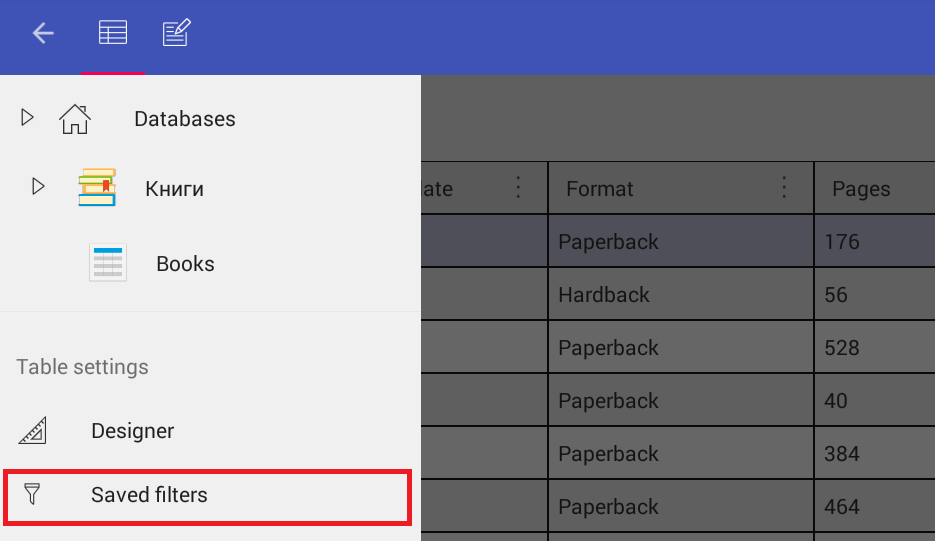 Databases
Книги
Books
Table settings
Designer
Saved filters
ate Format Pages
Paperback 176
Hardback 56
Paperback 528
Paperback 40
Paperback 384
Paperback 464